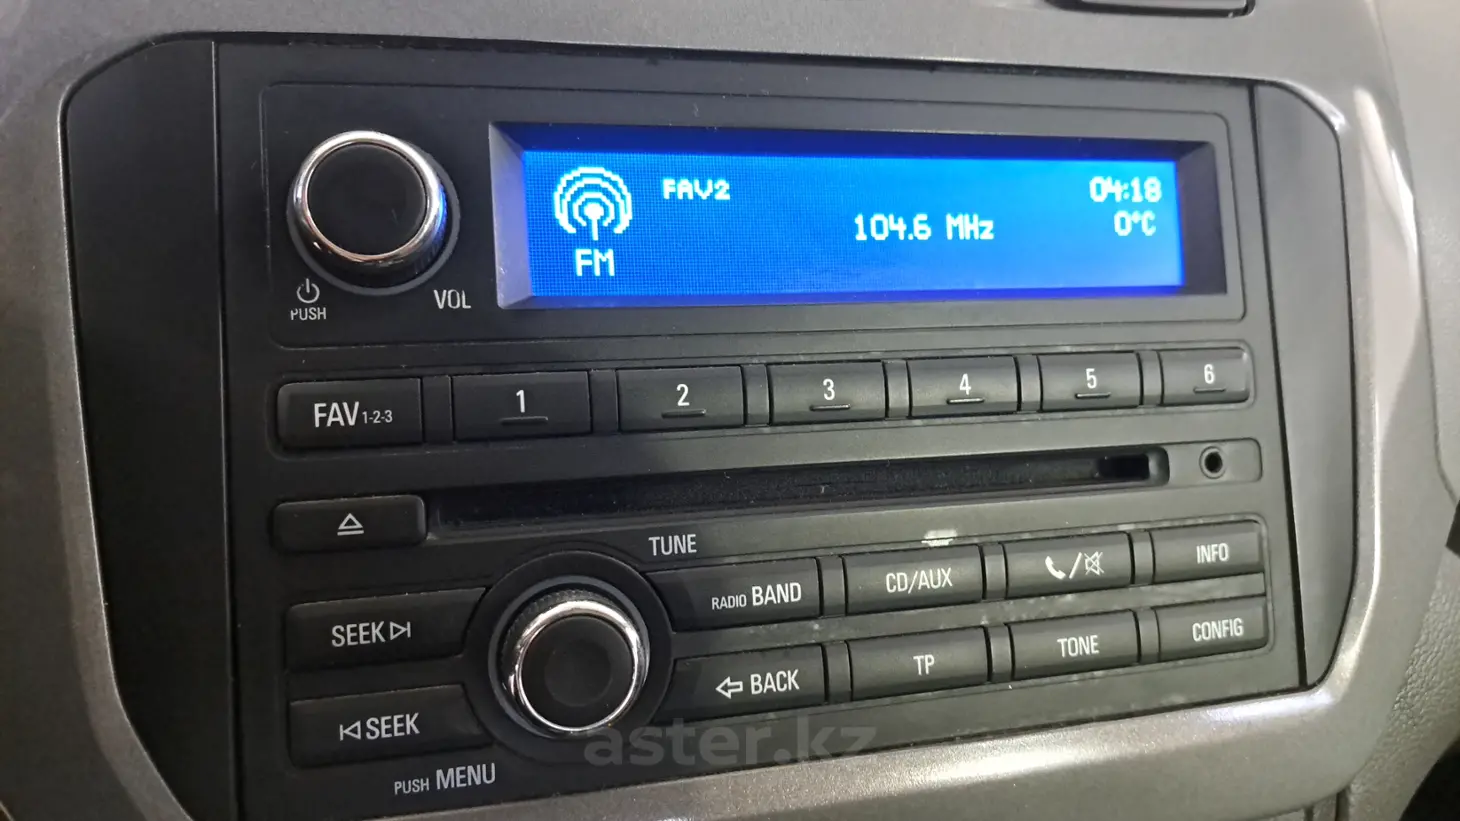 FAV2
04:18
104.6 MHz
0°C
FM
PUSH
VOL
FAV 1-2-3
1
2
3
4
5
6
TUNE
RADIO BAND
CD/AUX
INFO
SEEK
BACK
TP
TONE
CONFIG
SEEK
PUSH MENU
aster.kz